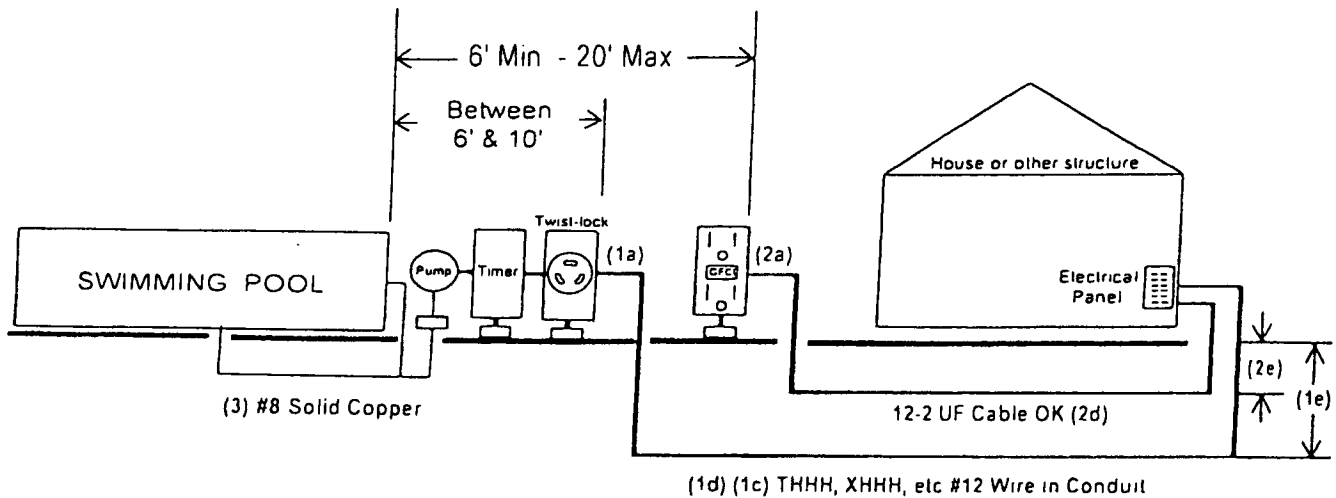 6' Min - 20' Max
Between
6' & 10'
House or other structure
Twist-lock
SWIMMING POOL
Pump
Timer
(1a)
GFCI
(2a)
Electrical
Panel
(2e)
(1e)
(3) #8 Solid Copper
12-2 UF Cable OK (2d)
(1d) (1c) THHH, XHHH, etc #12 Wire in Conduit